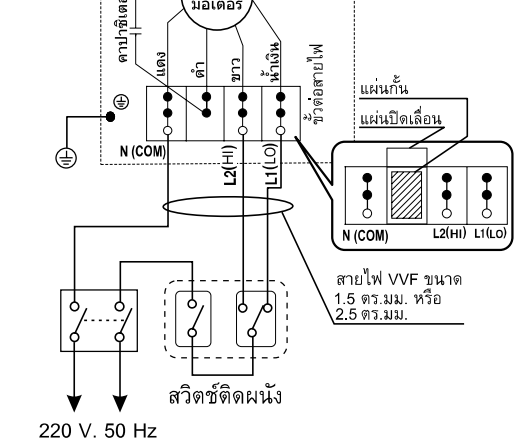 มอเตอร์
คาปาซิเตอ
แดง
ดำ
ขาว
น้ำเงิน
ขั้วต่อสายไฟ
แผ่นกั้น
แผ่นปิดเลื่อน
N (COM)
L2(HI)
L1(LO)
N (COM)
L2(HI)
L1(LO)
สายไฟ VVF ขนาด
1.5 ตร.มม. หรือ
2.5 ตร.มม.
สวิตช์ติดผนัง
220 V. 50 Hz